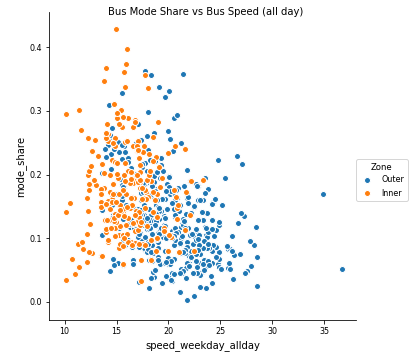 Bus Mode Share vs Bus Speed (all day)
0.4
0.3
0.2
0.1
0.0
mode_share
10 15 20 25 30 35
speed_weekday_allday
Zone
Outer
Inner